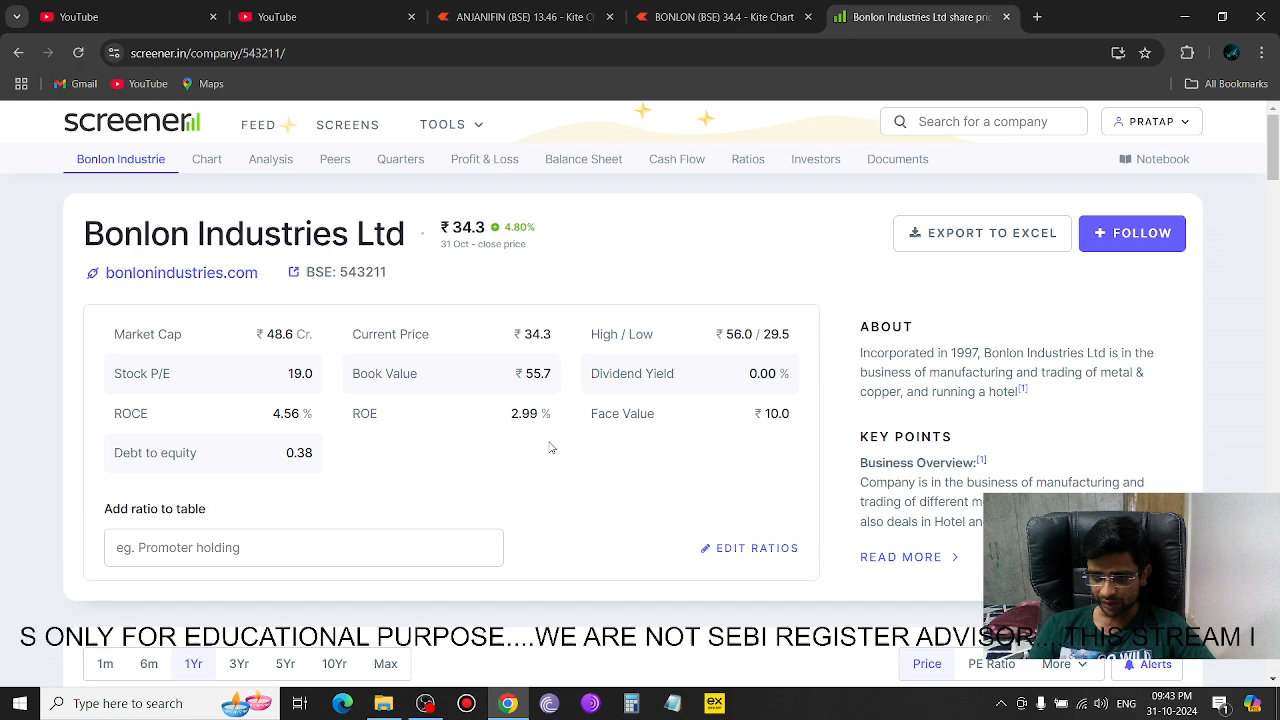 YouTube
YouTube
ANJANIFIN (BSE) 13.46 - Kite C
BONLON (BSE) 34.4 - Kite Chart
Bonlon Industries Ltd share pri
screener.in/company/543211/
Gmail
YouTube
Maps
All Bookmarks
screener
FEED
SCREENS
TOOLS
Search for a company
PRATAP
Bonlon Industrie
Chart
Analysis
Peers
Quarters
Profit & Loss
Balance Sheet
Cash Flow
Ratios
Investors
Documents
Notebook
Bonlon Industries Ltd
₹ 34.3 4.80%
31 Oct - close price
EXPORT TO EXCEL
+ FOLLOW
bonlonindustries.com
BSE: 543211
Market Cap ₹ 48.6 Cr.
Current Price ₹ 34.3
High / Low ₹ 56.0 / 29.5
Stock P/E 19.0
Book Value ₹ 55.7
Dividend Yield 0.00 %
ROCE 4.56 %
ROE 2.99 %
Face Value ₹ 10.0
Debt to equity 0.38
Add ratio to table
eg. Promoter holding
EDIT RATIOS
ABOUT
Incorporated in 1997, Bonlon Industries Ltd is in the
business of manufacturing and trading of metal &
copper, and running a hotel[1]
KEY POINTS
Business Overview:[1]
Company is in the business of manufacturing and
trading of different m
also deals in Hotel an
READ MORE
S ONLY FOR EDUCATIONAL PURPOSE....WE ARE NOT SEBI REGISTER ADVISOR....THIS STREAM I
1m
6m
1Yr
3Yr
5Yr
10Yr
Max
Price
PE Ratio
More
Alerts
Type here to search
ex
ENG
09:43 PM
31-10-2024